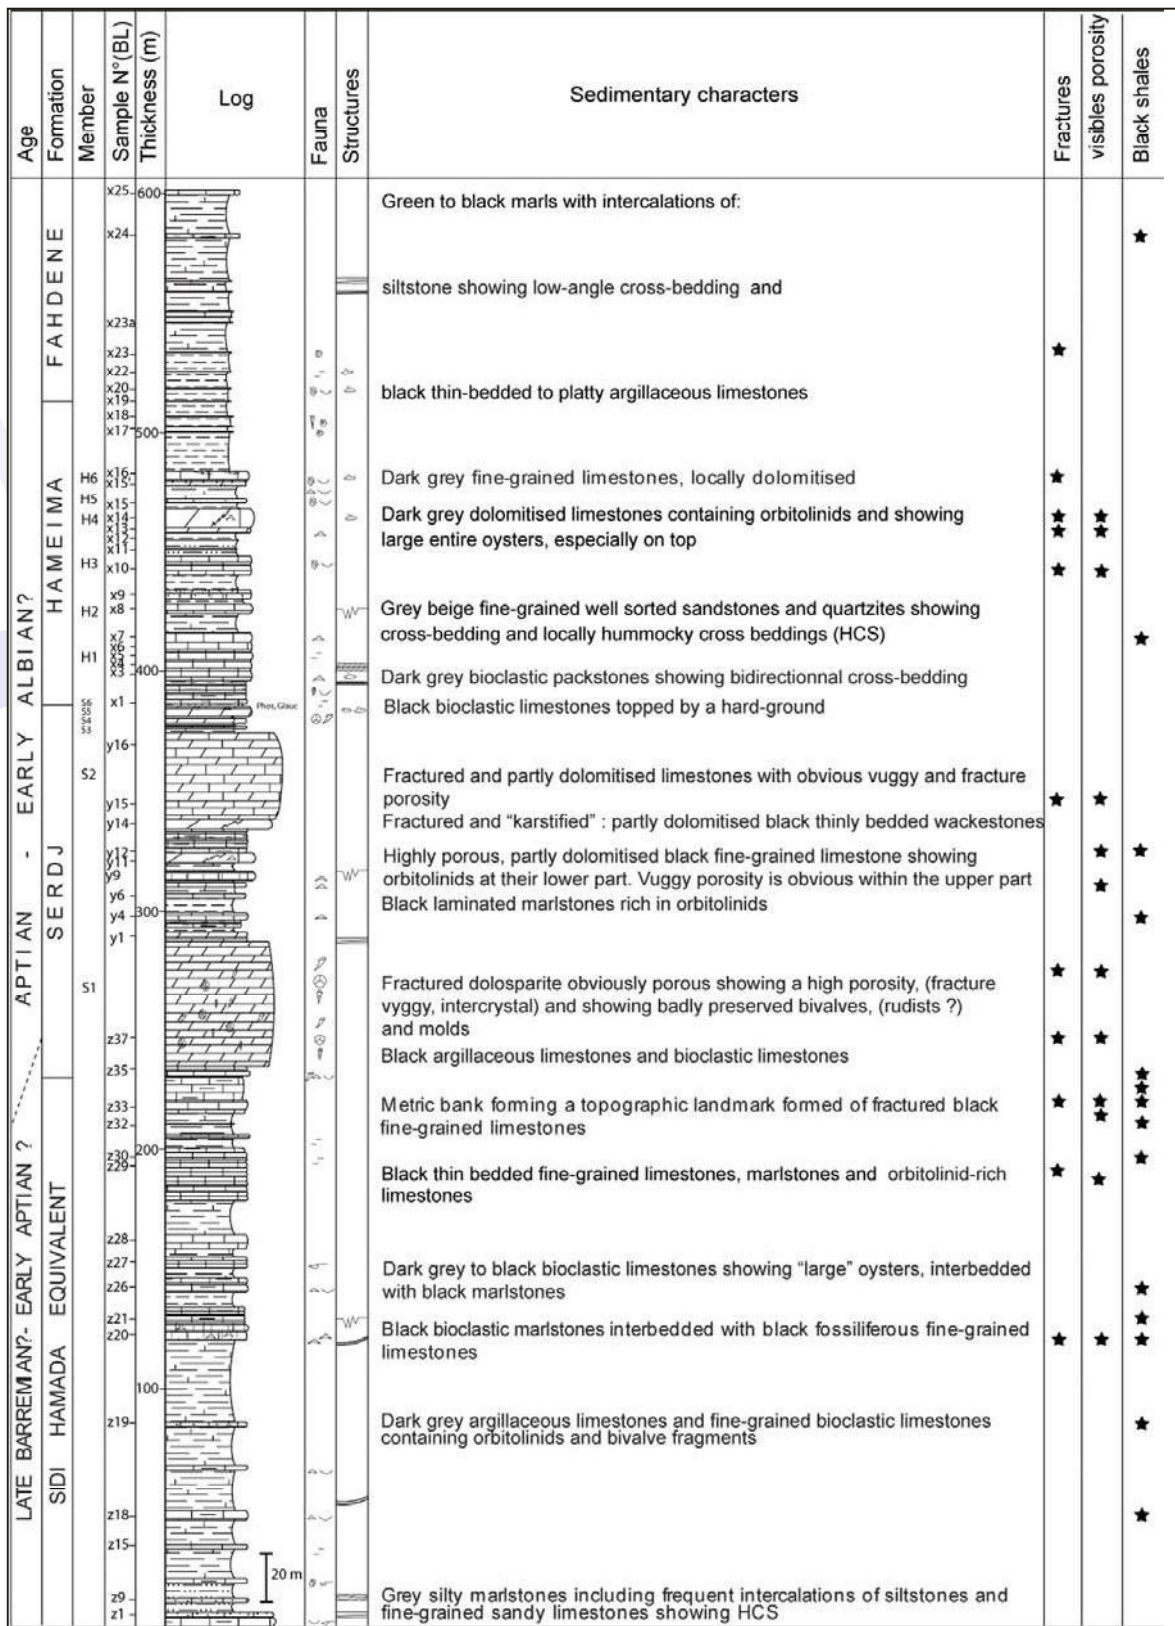 Age
Formation
Member
Sample N°(BL)
Thickness (m)
Log
Fauna
Structures
Sedimentary characters
Fractures
visibles porosity
Black shales
LATE BARREMAN?- EARLY APTIAN ?
APTIAN - EARLY ALBIAN?
FAHDENE
HAMEIMA
SERDJ
SIDI HAMADA EQUIVALENT
H6
H5
H4
H3
H2
H1
S6
S5
S4
S3
S2
S1
x25
x24
x23a
x23
x22
x20
x19
x18
x17
x16
x15'
x15
x14
x13
x12
x11
x10
x9
x8
x7
x6
x5
x4
x3
x1
y16
y15
y14
y12
y11
y9
y6
y4
y1
z37
z35
z33
z32
z30
z29
z28
z27
z26
z21
z20
z19
z18
z15
z9
z1
600
500
400
300
200
100
Phos, Glauc
20 m
Green to black marls with intercalations of:
siltstone showing low-angle cross-bedding and
black thin-bedded to platty argillaceous limestones
Dark grey fine-grained limestones, locally dolomitised
Dark grey dolomitised limestones containing orbitolinids and showing
large entire oysters, especially on top
Grey beige fine-grained well sorted sandstones and quartzites showing
cross-bedding and locally hummocky cross beddings (HCS)
Dark grey bioclastic packstones showing bidirectionnal cross-bedding
Black bioclastic limestones topped by a hard-ground
Fractured and partly dolomitised limestones with obvious vuggy and fracture
porosity
Fractured and “karstified” : partly dolomitised black thinly bedded wackestones
Highly porous, partly dolomitised black fine-grained limestone showing
orbitolinids at their lower part. Vuggy porosity is obvious within the upper part
Black laminated marlstones rich in orbitolinids
Fractured dolosparite obviously porous showing a high porosity, (fracture
vyggy, intercrystal) and showing badly preserved bivalves, (rudists ?)
and molds
Black argillaceous limestones and bioclastic limestones
Metric bank forming a topographic landmark formed of fractured black
fine-grained limestones
Black thin bedded fine-grained limestones, marlstones and orbitolinid-rich
limestones
Dark grey to black bioclastic limestones showing “large” oysters, interbedded
with black marlstones
Black bioclastic marlstones interbedded with black fossiliferous fine-grained
limestones
Dark grey argillaceous limestones and fine-grained bioclastic limestones
containing orbitolinids and bivalve fragments
Grey silty marlstones including frequent intercalations of siltstones and
fine-grained sandy limestones showing HCS